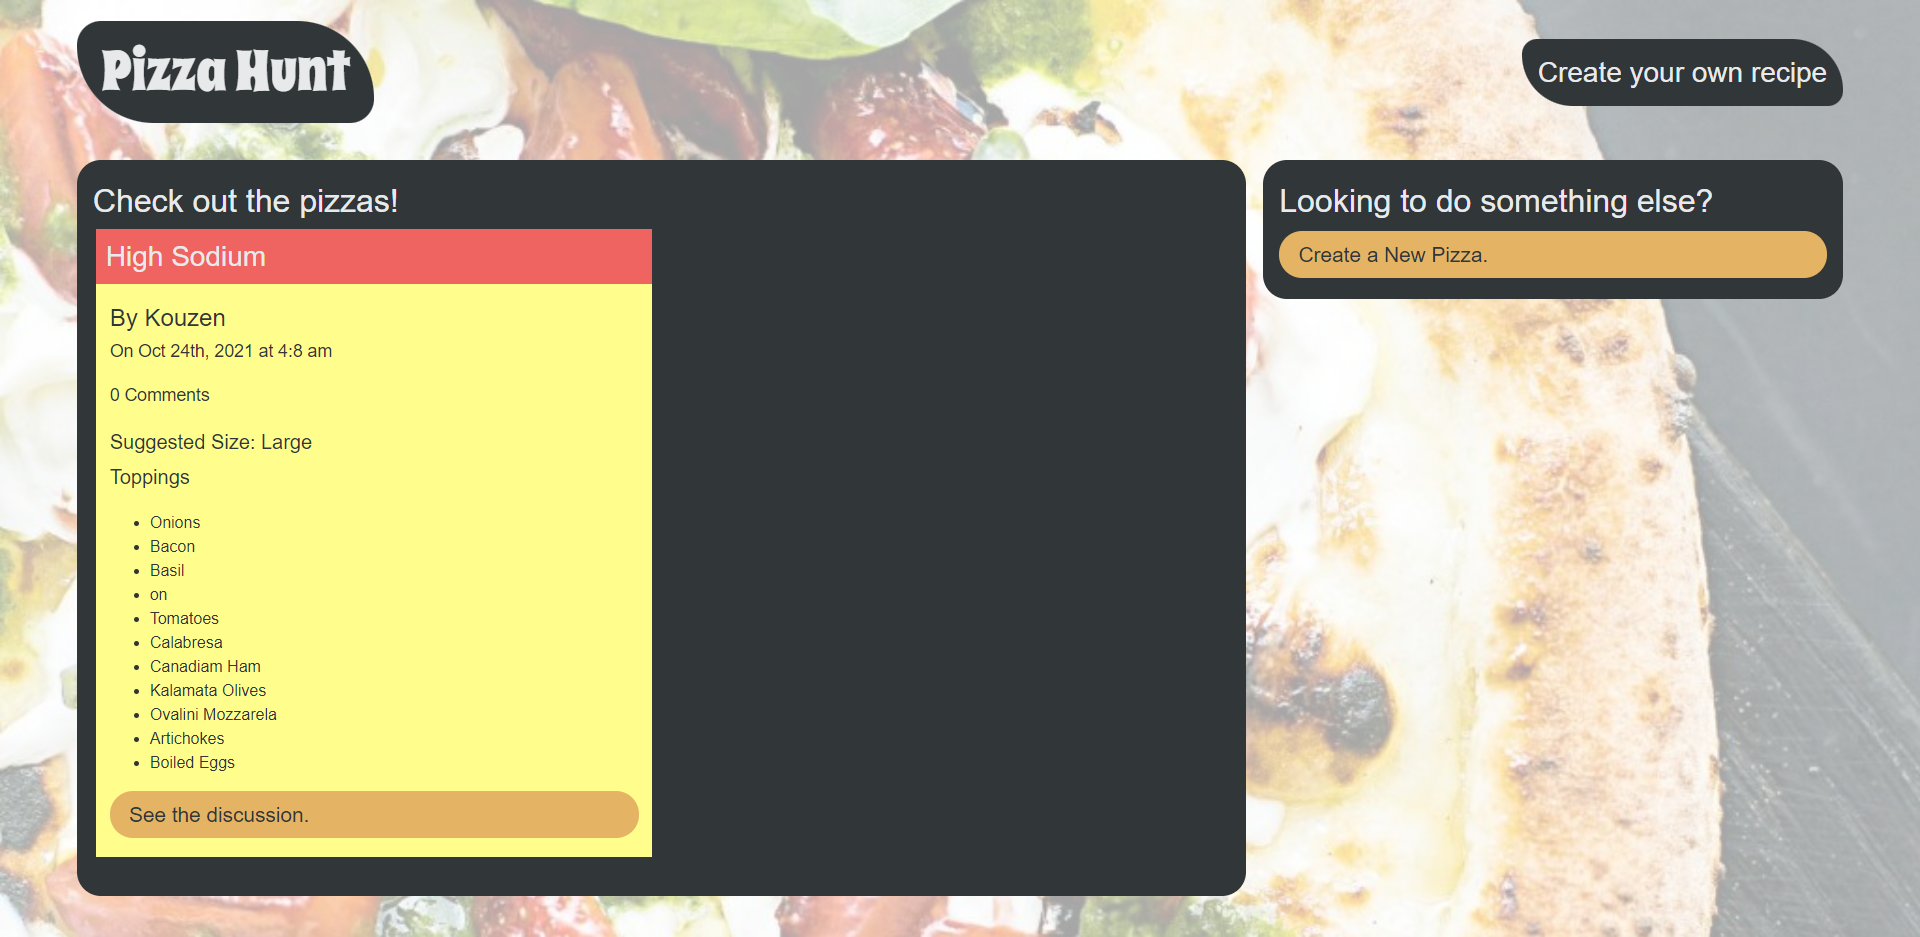 Pizza Hunt
Create your own recipe
Check out the pizzas!
High Sodium
By Kouzen
On Oct 24th, 2021 at 4:8 am
0 Comments
Suggested Size: Large
Toppings
Onions
Bacon
Basil
on
Tomatoes
Calabresa
Canadiam Ham
Kalamata Olives
Ovalini Mozzarela
Artichokes
Boiled Eggs
See the discussion.
Looking to do something else?
Create a New Pizza.